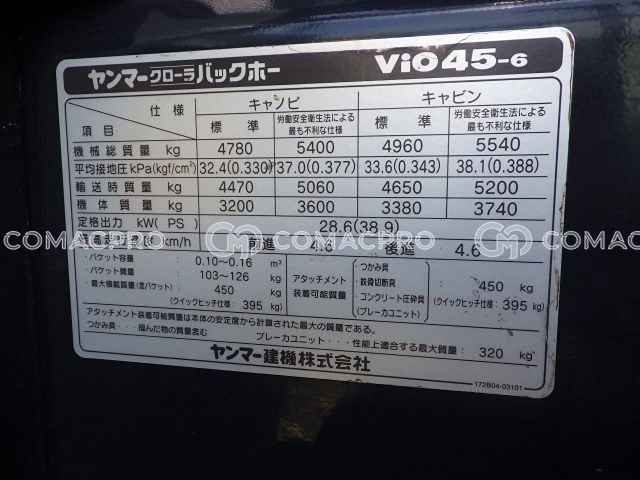 ヤンマークローラバックホー ViO45-6
仕様 キャノピ キャビン
項目 標準 労働安全衛生法による最も不利な仕様 標準 労働安全衛生法による最も不利な仕様
機械総質量 kg 4780 5400 4960 5540
平均接地圧 kPa(kgf/cm²) 32.4(0.330) 37.0(0.377) 33.6(0.343) 38.1(0.388)
輸送時質量 kg 4470 5060 4650 5200
機体質量 kg 3200 3600 3380 3740
定格出力 kW(PS) 28.6(38.9)
km/h 前進 4.6 後進 4.6
COMACPRO COMACPRO COMACPRO
・バケット容量 0.10〜0.16 m³
・バケット質量 103〜126 kg
・最大積載質量(含バケット) 450 kg
(クイックヒッチ仕様: 395 kg)
アタッチメント装着可能質量
・つかみ具
・鉄骨切断具
・コンクリート圧砕具
(ブレーカユニット)
450 kg
(クイックヒッチ仕様: 395 kg)
アタッチメント装着可能質量は本体の安定度から計算された最大の質量である。
つかみ具・・・掴んだ物の質量含む ブレーカユニット・・・性能上適合する最大質量: 320 kg
ヤンマー建機株式会社
172B04-03101